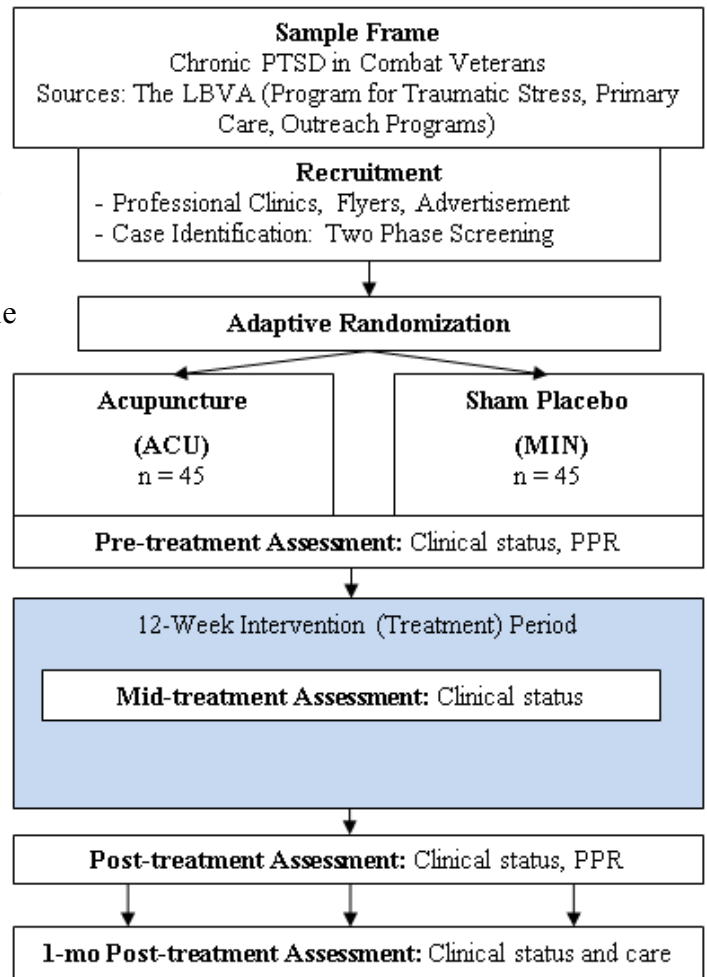 Sample Frame
Chronic PTSD in Combat Veterans
Sources: The LBVA (Program for Traumatic Stress, Primary
Care, Outreach Programs)
Recruitment
- Professional Clinics, Flyers, Advertisement
- Case Identification: Two Phase Screening
Adaptive Randomization
Acupuncture
(ACU)
n = 45
Sham Placebo
(MIN)
n = 45
Pre-treatment Assessment: Clinical status, PPR
12-Week Intervention (Treatment) Period
Mid-treatment Assessment: Clinical status
Post-treatment Assessment: Clinical status, PPR
1-mo Post-treatment Assessment: Clinical status and care